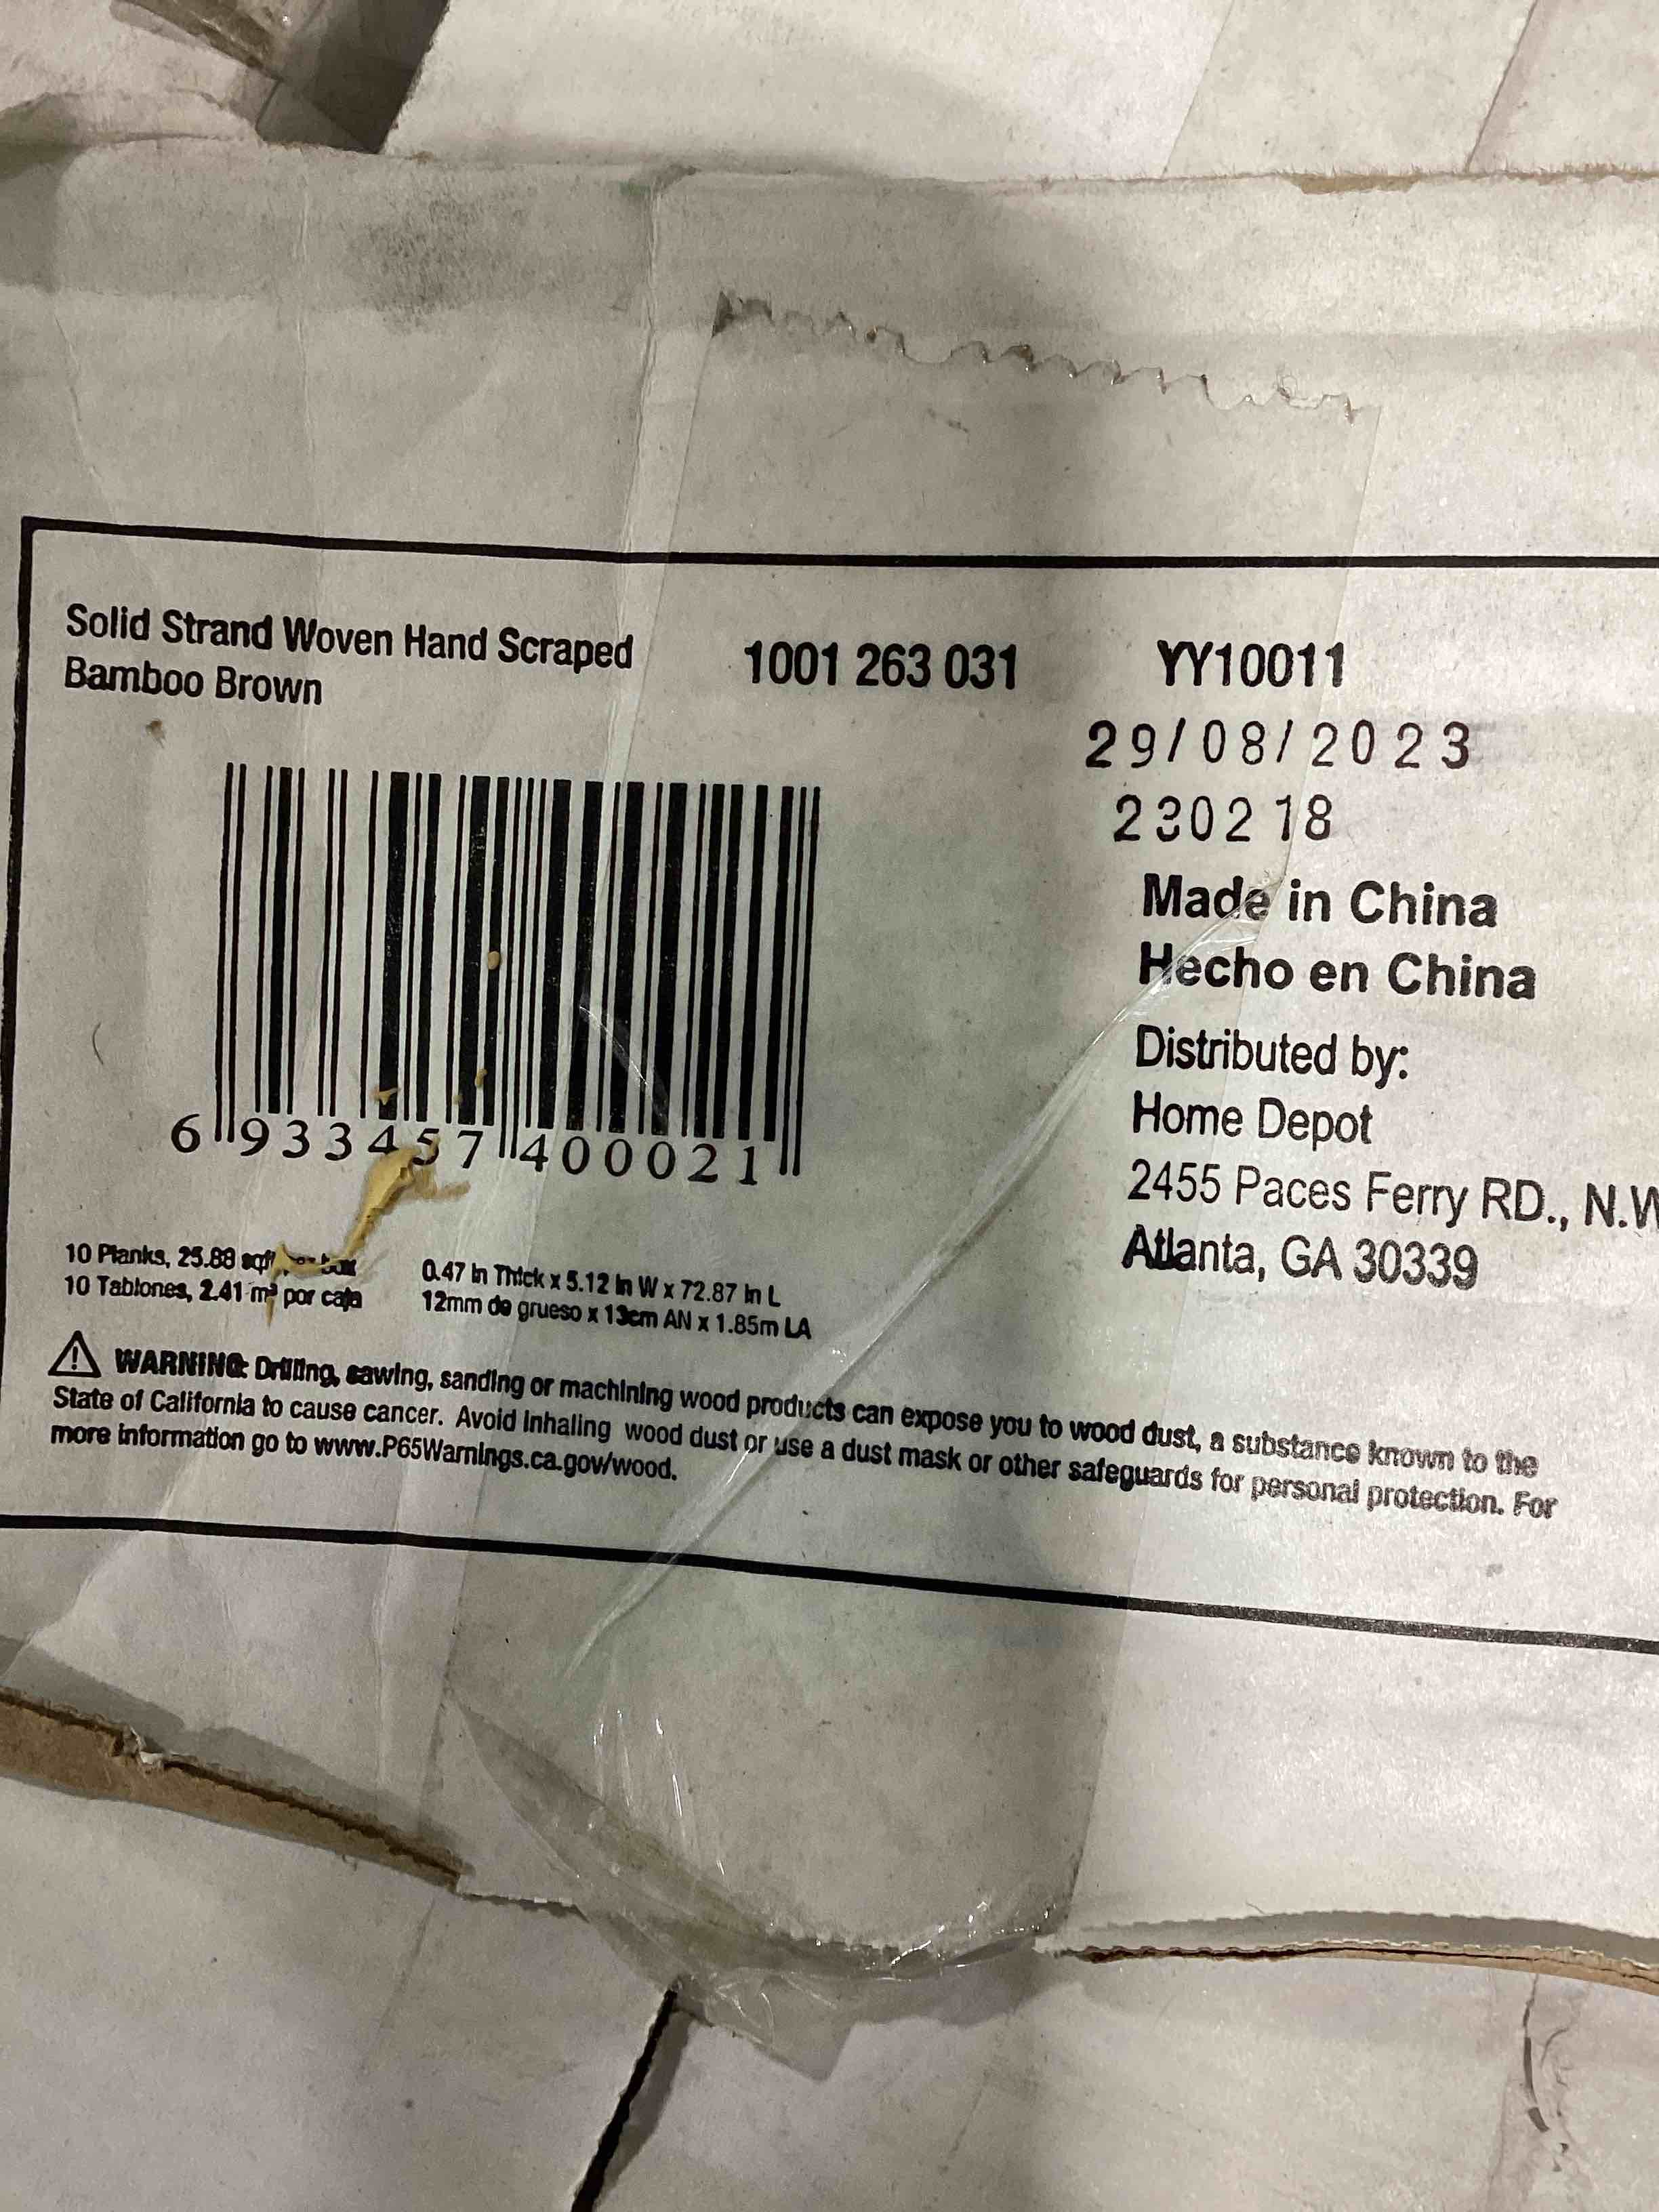 Solid Strand Woven Hand Scraped
Bamboo Brown
1001 263 031
YY10011
29/08/2023
230218
Made in China
Hecho en China
Distributed by:
Home Depot
2455 Paces Ferry RD., N.W
Atlanta, GA 30339
6 933457 400021
10 Planks, 25.88 sqft per box
10 Tablones, 2.41 m² por caja
0.47 in Thick x 5.12 in W x 72.87 in L
12mm de grueso x 13cm AN x 1.85m LA
WARNING: Drilling, sawing, sanding or machining wood products can expose you to wood dust, a substance known to the
State of California to cause cancer. Avoid inhaling wood dust or use a dust mask or other safeguards for personal protection. For
more information go to www.P65Warnings.ca.gov/wood.